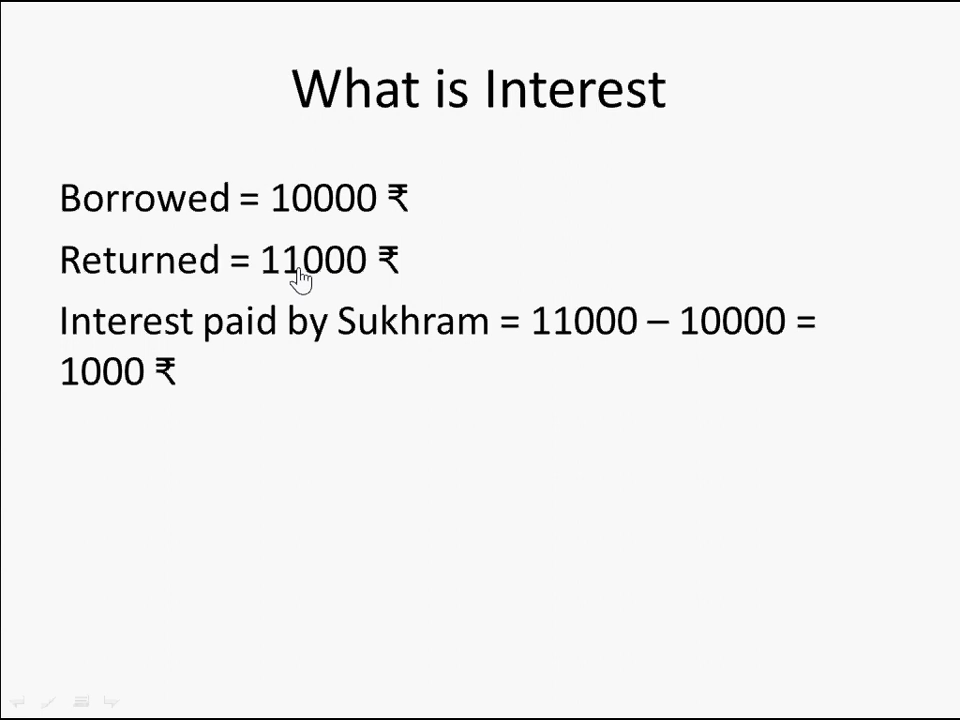 What is Interest
Borrowed = 10000 ₹
Returned = 11000 ₹
Interest paid by Sukhram = 11000 – 10000 =
1000 ₹